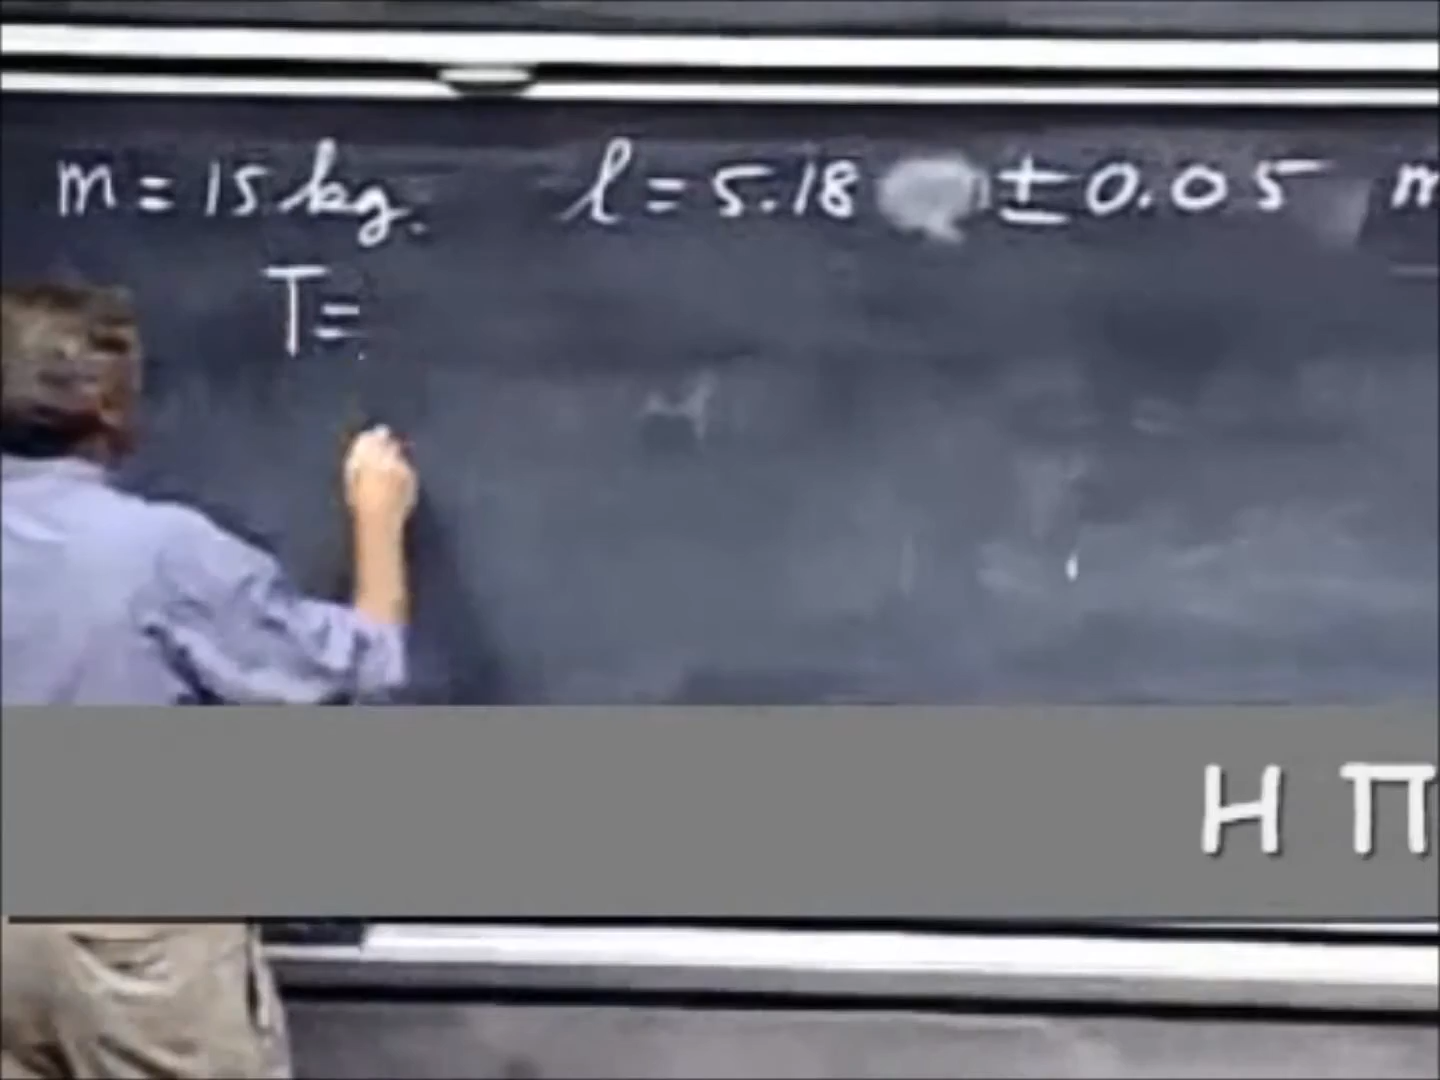 m = 15 kg. l = 5.18 ± 0.05 m
T =
н п